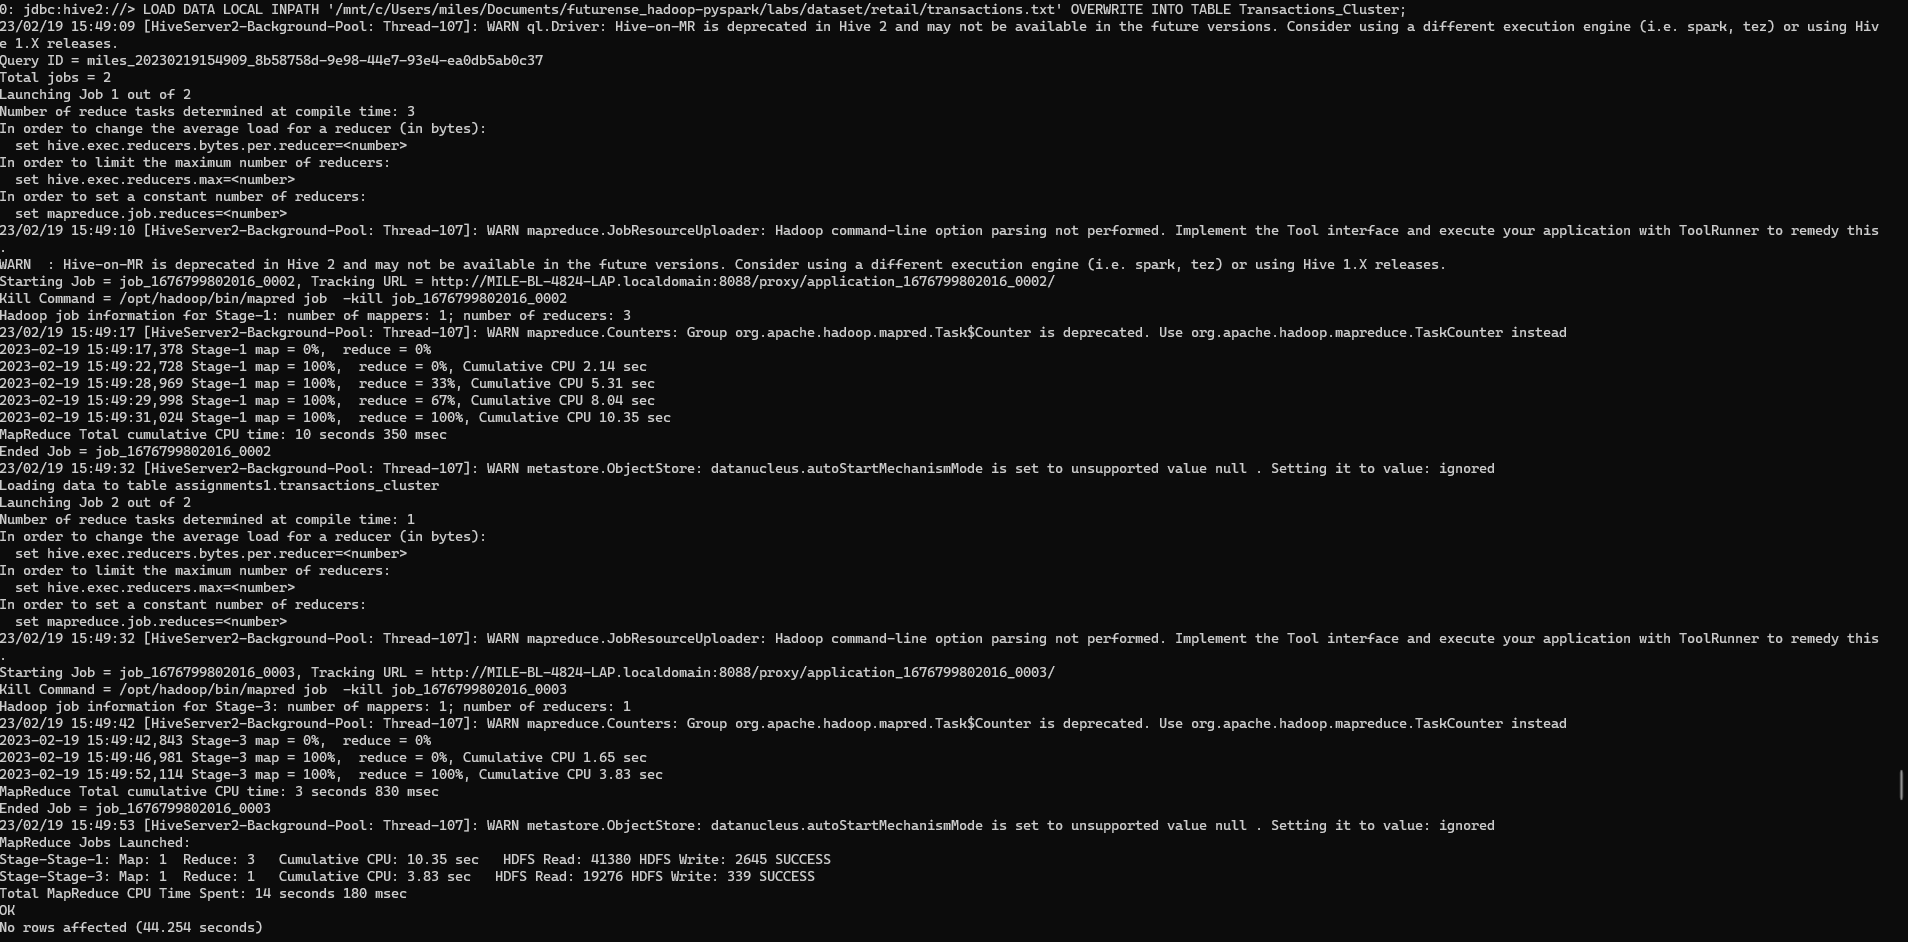 0: jdbc:hive2://> LOAD DATA LOCAL INPATH '/mnt/c/Users/miles/Documents/futurense_hadoop-pyspark/labs/dataset/retail/transactions.txt' OVERWRITE INTO TABLE Transactions_Cluster;
23/02/19 15:49:09 [HiveServer2-Background-Pool: Thread-107]: WARN ql.Driver: Hive-on-MR is deprecated in Hive 2 and may not be available in the future versions. Consider using a different execution engine (i.e. spark, tez) or using Hiv
e 1.X releases.
Query ID = miles_20230219154909_8b58758d-9e98-44e7-93e4-ea0db5ab0c37
Total jobs = 2
Launching Job 1 out of 2
Number of reduce tasks determined at compile time: 3
In order to change the average load for a reducer (in bytes):
  set hive.exec.reducers.bytes.per.reducer=<number>
In order to limit the maximum number of reducers:
  set hive.exec.reducers.max=<number>
In order to set a constant number of reducers:
  set mapreduce.job.reduces=<number>
23/02/19 15:49:10 [HiveServer2-Background-Pool: Thread-107]: WARN mapreduce.JobResourceUploader: Hadoop command-line option parsing not performed. Implement the Tool interface and execute your application with ToolRunner to remedy this
.
WARN  : Hive-on-MR is deprecated in Hive 2 and may not be available in the future versions. Consider using a different execution engine (i.e. spark, tez) or using Hive 1.X releases.
Starting Job = job_1676799802016_0002, Tracking URL = http://MILE-BL-4824-LAP.localdomain:8088/proxy/application_1676799802016_0002/
Kill Command = /opt/hadoop/bin/mapred job  -kill job_1676799802016_0002
Hadoop job information for Stage-1: number of mappers: 1; number of reducers: 3
23/02/19 15:49:17 [HiveServer2-Background-Pool: Thread-107]: WARN mapreduce.Counters: Group org.apache.hadoop.mapred.Task$Counter is deprecated. Use org.apache.hadoop.mapreduce.TaskCounter instead
2023-02-19 15:49:17,378 Stage-1 map = 0%,  reduce = 0%
2023-02-19 15:49:22,728 Stage-1 map = 100%,  reduce = 0%, Cumulative CPU 2.14 sec
2023-02-19 15:49:28,969 Stage-1 map = 100%,  reduce = 33%, Cumulative CPU 5.31 sec
2023-02-19 15:49:29,998 Stage-1 map = 100%,  reduce = 67%, Cumulative CPU 8.04 sec
2023-02-19 15:49:31,024 Stage-1 map = 100%,  reduce = 100%, Cumulative CPU 10.35 sec
MapReduce Total cumulative CPU time: 10 seconds 350 msec
Ended Job = job_1676799802016_0002
23/02/19 15:49:32 [HiveServer2-Background-Pool: Thread-107]: WARN metastore.ObjectStore: datanucleus.autoStartMechanismMode is set to unsupported value null . Setting it to value: ignored
Loading data to table assignments1.transactions_cluster
Launching Job 2 out of 2
Number of reduce tasks determined at compile time: 1
In order to change the average load for a reducer (in bytes):
  set hive.exec.reducers.bytes.per.reducer=<number>
In order to limit the maximum number of reducers:
  set hive.exec.reducers.max=<number>
In order to set a constant number of reducers:
  set mapreduce.job.reduces=<number>
23/02/19 15:49:32 [HiveServer2-Background-Pool: Thread-107]: WARN mapreduce.JobResourceUploader: Hadoop command-line option parsing not performed. Implement the Tool interface and execute your application with ToolRunner to remedy this
.
Starting Job = job_1676799802016_0003, Tracking URL = http://MILE-BL-4824-LAP.localdomain:8088/proxy/application_1676799802016_0003/
Kill Command = /opt/hadoop/bin/mapred job  -kill job_1676799802016_0003
Hadoop job information for Stage-3: number of mappers: 1; number of reducers: 1
23/02/19 15:49:42 [HiveServer2-Background-Pool: Thread-107]: WARN mapreduce.Counters: Group org.apache.hadoop.mapred.Task$Counter is deprecated. Use org.apache.hadoop.mapreduce.TaskCounter instead
2023-02-19 15:49:42,843 Stage-3 map = 0%,  reduce = 0%
2023-02-19 15:49:46,981 Stage-3 map = 100%,  reduce = 0%, Cumulative CPU 1.65 sec
2023-02-19 15:49:52,114 Stage-3 map = 100%,  reduce = 100%, Cumulative CPU 3.83 sec
MapReduce Total cumulative CPU time: 3 seconds 830 msec
Ended Job = job_1676799802016_0003
23/02/19 15:49:53 [HiveServer2-Background-Pool: Thread-107]: WARN metastore.ObjectStore: datanucleus.autoStartMechanismMode is set to unsupported value null . Setting it to value: ignored
MapReduce Jobs Launched:
Stage-Stage-1: Map: 1  Reduce: 3   Cumulative CPU: 10.35 sec   HDFS Read: 41380 HDFS Write: 2645 SUCCESS
Stage-Stage-3: Map: 1  Reduce: 1   Cumulative CPU: 3.83 sec   HDFS Read: 19276 HDFS Write: 339 SUCCESS
Total MapReduce CPU Time Spent: 14 seconds 180 msec
OK
No rows affected (44.254 seconds)